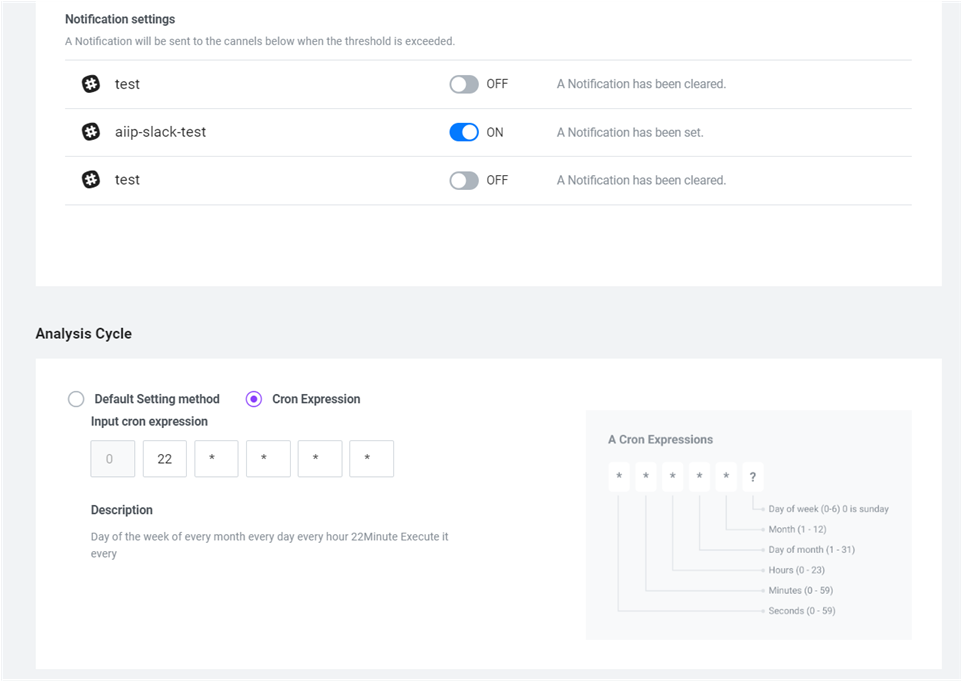 Notification settings
A Notification will be sent to the cannels below when the threshold is exceeded.
test OFF A Notification has been cleared.
aiip-slack-test ON A Notification has been set.
test OFF A Notification has been cleared.
Analysis Cycle
Default Setting method Cron Expression
Input cron expression
0 22 * * * *
Description
Day of the week of every month every day every hour 22Minute Execute it
every
A Cron Expressions
* * * * * ?
Day of week (0-6) 0 is sunday
Month (1 - 12)
Day of month (1 - 31)
Hours (0 - 23)
Minutes (0 - 59)
Seconds (0 - 59)